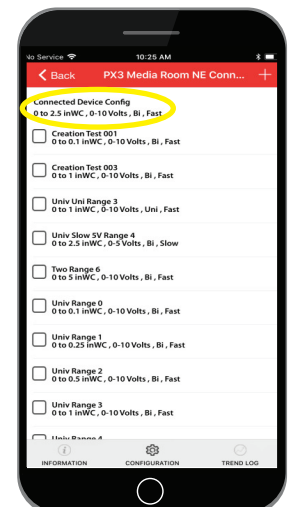 No Service 10:25 AM
Back PX3 Media Room NE Conn... +
Connected Device Config
0 to 2.5 inWC , 0-10 Volts , Bi , Fast
Creation Test 001
0 to 0.1 inWC , 0-10 Volts , Bi , Fast
Creation Test 003
0 to 1 inWC , 0-10 Volts , Bi , Fast
Univ Uni Range 3
0 to 1 inWC , 0-10 Volts , Uni , Fast
Univ Slow 5V Range 4
0 to 2.5 inWC , 0-5 Volts , Bi , Slow
Two Range 6
0 to 5 inWC , 0-10 Volts , Bi , Fast
Univ Range 0
0 to 0.1 inWC , 0-10 Volts , Bi , Fast
Univ Range 1
0 to 0.25 inWC , 0-10 Volts , Bi , Fast
Univ Range 2
0 to 0.5 inWC , 0-10 Volts , Bi , Fast
Univ Range 3
0 to 1 inWC , 0-10 Volts , Bi , Fast
Univ Range 4
INFORMATION CONFIGURATION TREND LOG